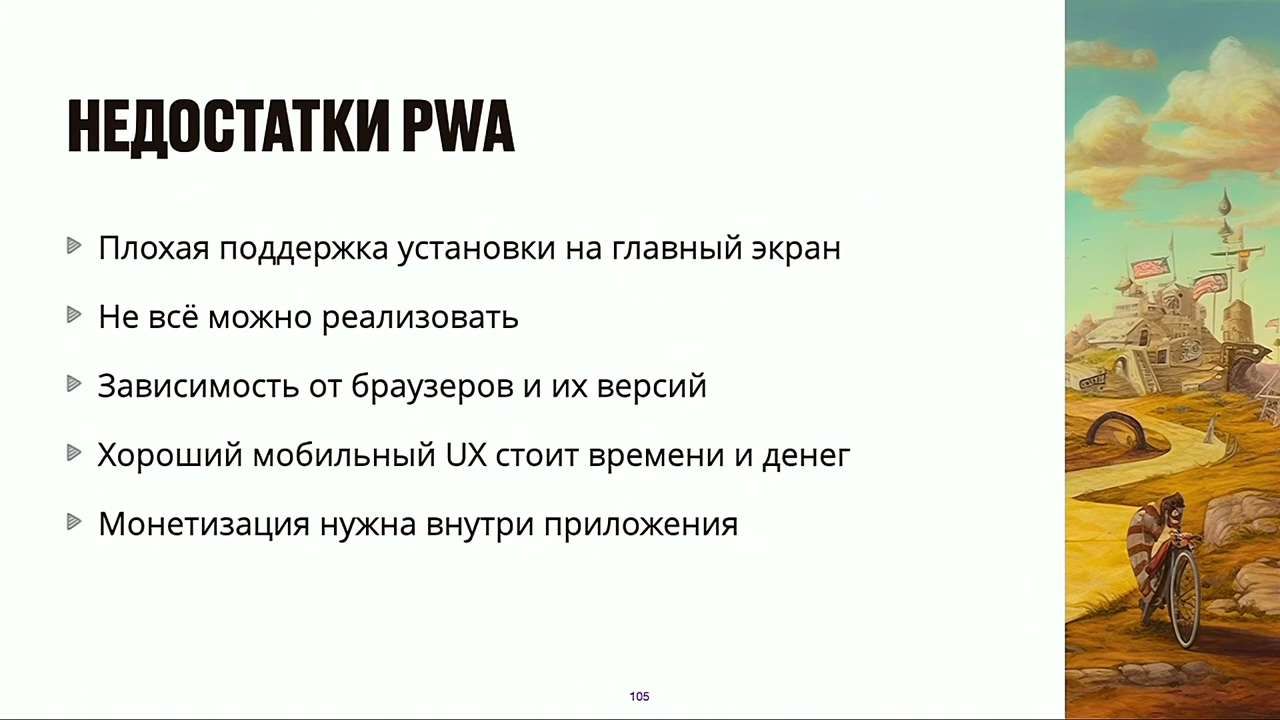 НЕДОСТАТКИ PWA
Плохая поддержка установки на главный экран
Не всё можно реализовать
Зависимость от браузеров и их версий
Хороший мобильный UX стоит времени и денег
Монетизация нужна внутри приложения
105